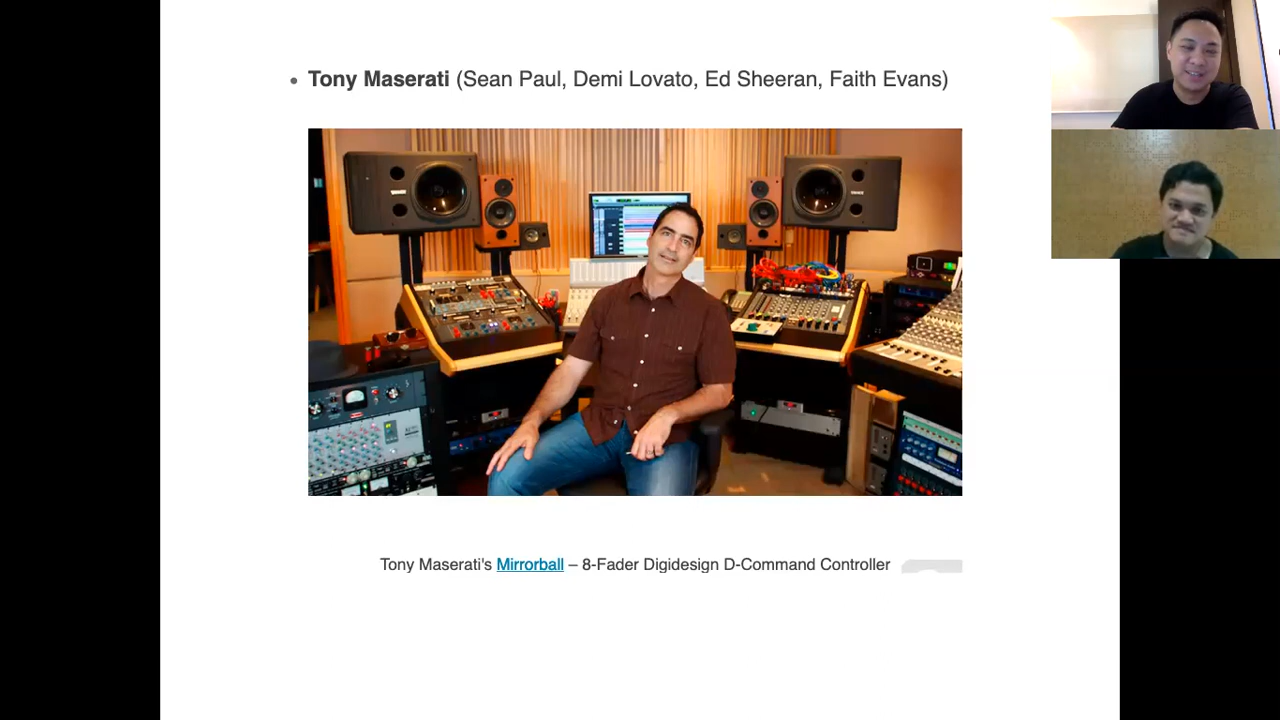 • Tony Maserati (Sean Paul, Demi Lovato, Ed Sheeran, Faith Evans)
Tony Maserati's Mirrorball – 8-Fader Digidesign D-Command Controller